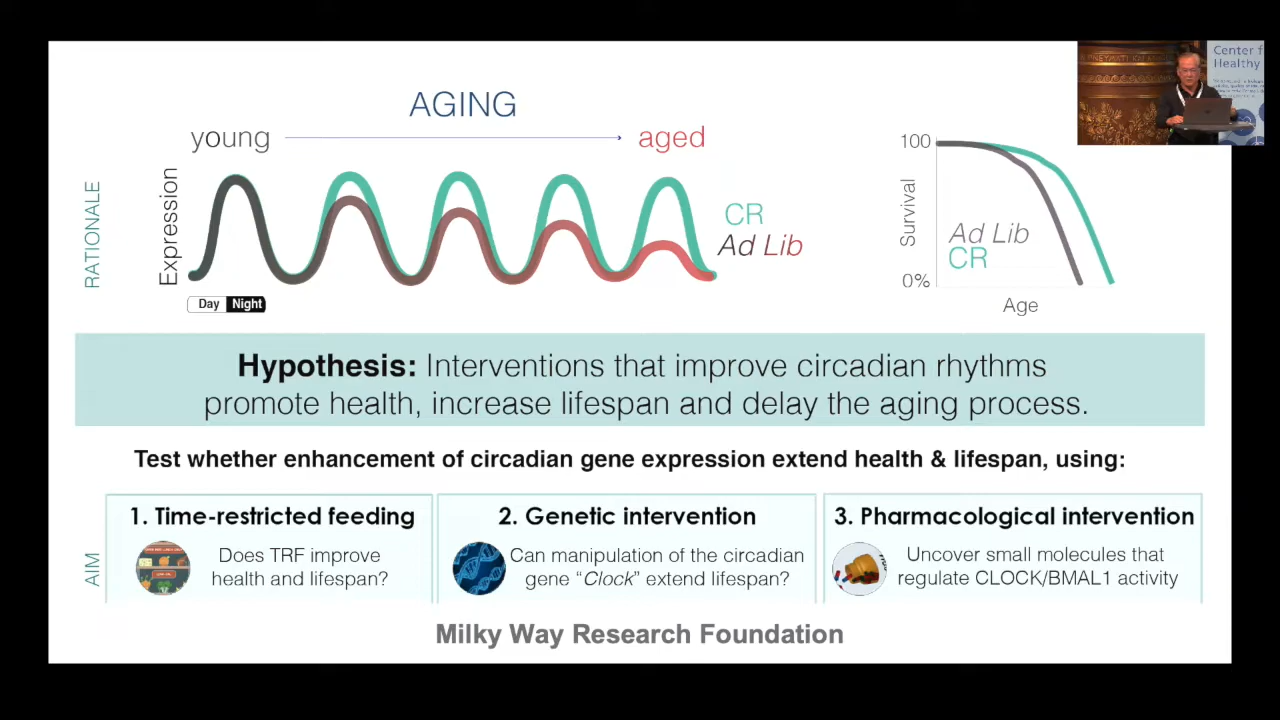 AGING
young
aged
RATIONALE
Expression
CR
Ad Lib
Day Night
100
Survival
0%
Ad Lib
CR
Age
Center f
Healthy
Hypothesis: Interventions that improve circadian rhythms
promote health, increase lifespan and delay the aging process.
Test whether enhancement of circadian gene expression extend health & lifespan, using:
AIM
1. Time-restricted feeding
Does TRF improve
health and lifespan?
2. Genetic intervention
Can manipulation of the circadian
gene “Clock” extend lifespan?
3. Pharmacological intervention
Uncover small molecules that
regulate CLOCK/BMAL1 activity
Milky Way Research Foundation